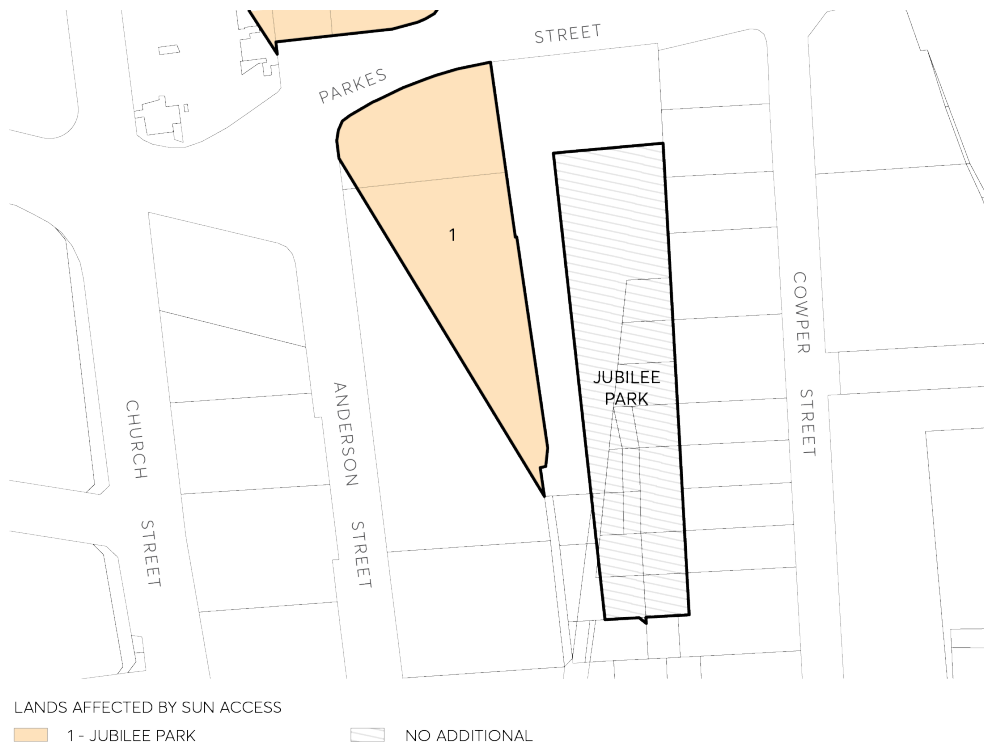 PARKES STREET
1
JUBILEE
PARK
COWPER STREET
ANDERSON STREET
CHURCH STREET
LANDS AFFECTED BY SUN ACCESS
1 - JUBILEE PARK
NO ADDITIONAL